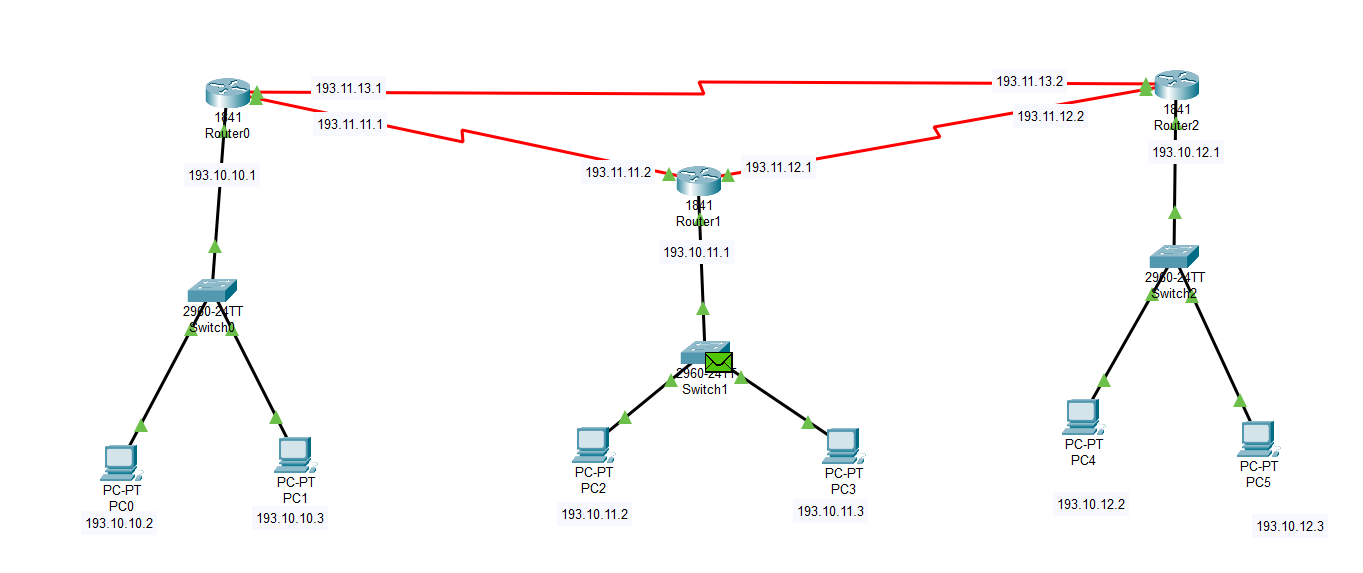 193.11.13.1
193.11.13.2
1841
Router0
193.11.11.1
193.11.12.2
1841
Router2
193.10.10.1
193.11.11.2
193.11.12.1
193.10.12.1
1841
Router1
193.10.11.1
2960-24TT
Switch0
2960-24TT
Switch2
2960-24TT
Switch1
PC-PT
PC0
193.10.10.2
PC-PT
PC1
193.10.10.3
PC-PT
PC2
193.10.11.2
PC-PT
PC3
193.10.11.3
PC-PT
PC4
193.10.12.2
PC-PT
PC5
193.10.12.3